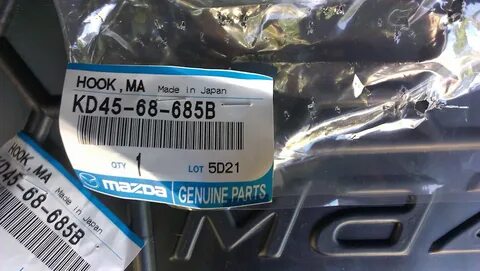 HOOK, MA Made in Japan
KD45-68-685B
QTY 1 LOT 5D21
mazda GENUINE PARTS
HOOK, MA Made in Japan
KD45-68-685B